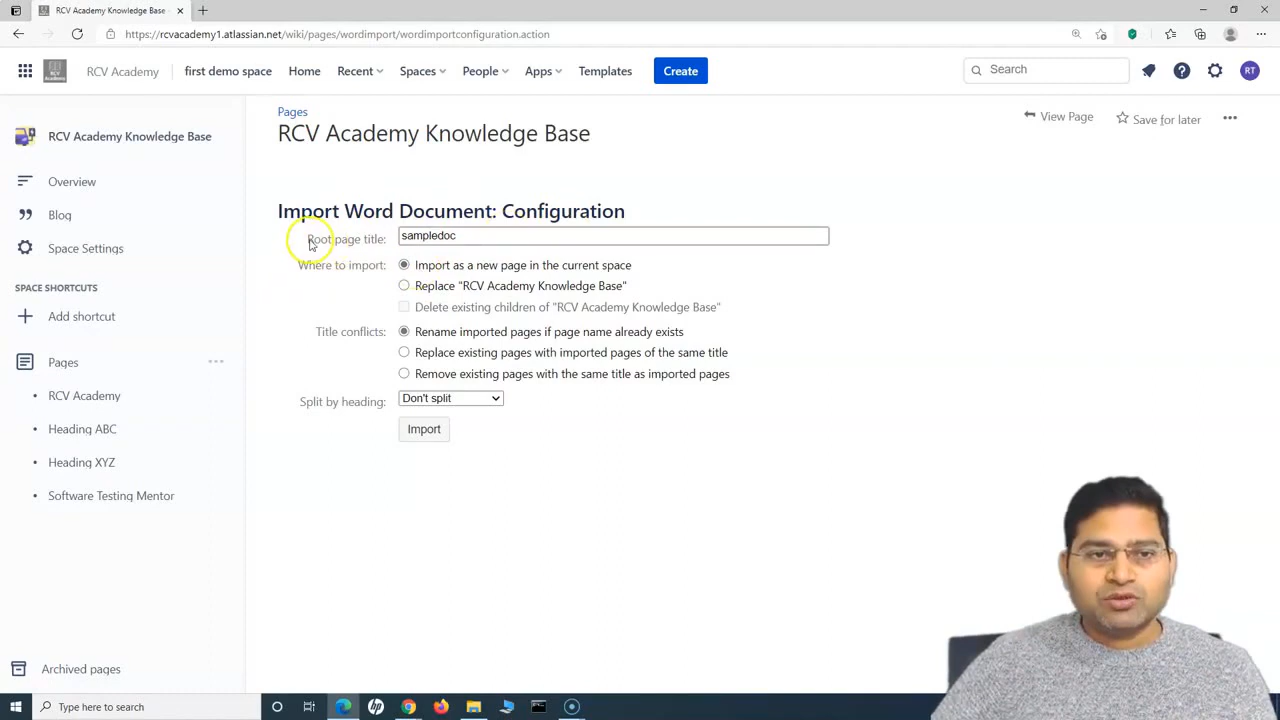 RCV Academy Knowledge Base
https://rcvacademy1.atlassian.net/wiki/pages/wordimport/wordimportconfiguration.action
RCV Academy first demo space Home Recent Spaces People Apps Templates Create Search RT
RCV Academy Knowledge Base
Overview
Blog
Space Settings
SPACE SHORTCUTS
Add shortcut
Pages
RCV Academy
Heading ABC
Heading XYZ
Software Testing Mentor
Archived pages
Pages
RCV Academy Knowledge Base
View Page Save for later
Import Word Document: Configuration
Root page title: sampledoc
Where to import: Import as a new page in the current space
Replace "RCV Academy Knowledge Base"
Delete existing children of "RCV Academy Knowledge Base"
Title conflicts: Rename imported pages if page name already exists
Replace existing pages with imported pages of the same title
Remove existing pages with the same title as imported pages
Split by heading: Don't split
Import
Type here to search